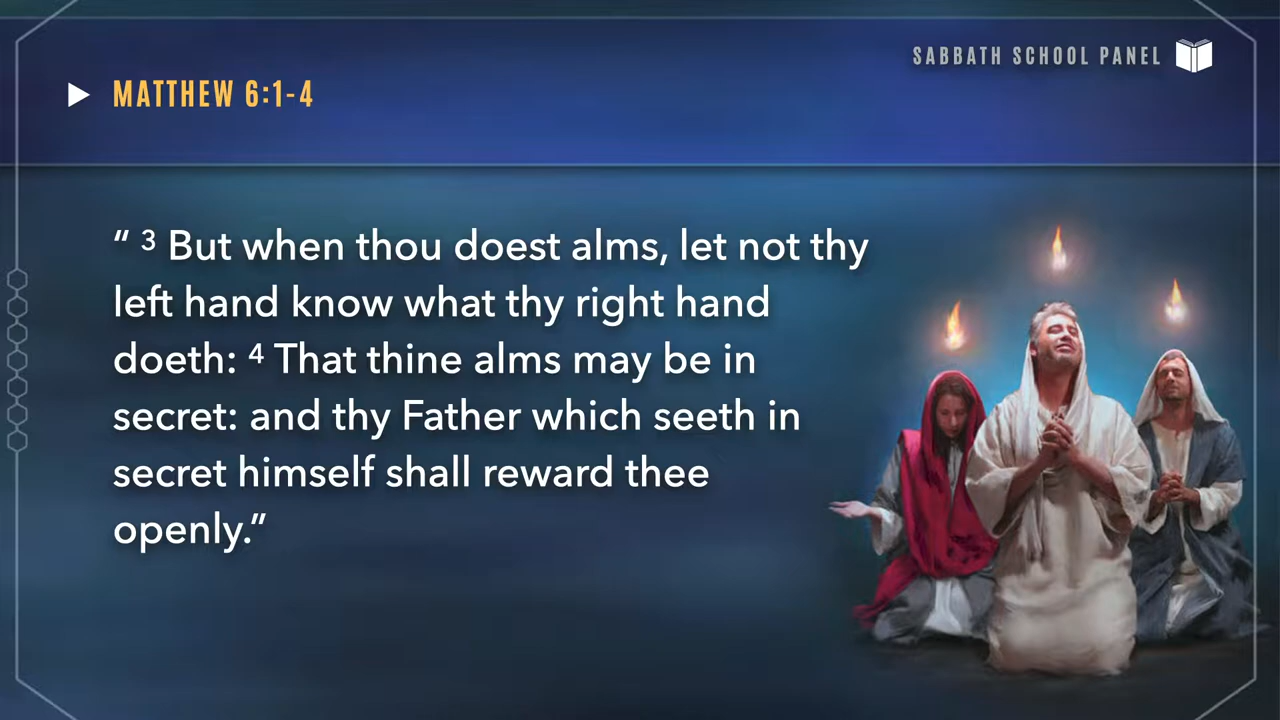 SABBATH SCHOOL PANEL
MATTHEW 6:1-4
“ ³ But when thou doest alms, let not thy
left hand know what thy right hand
doeth: ⁴ That thine alms may be in
secret: and thy Father which seeth in
secret himself shall reward thee
openly.”